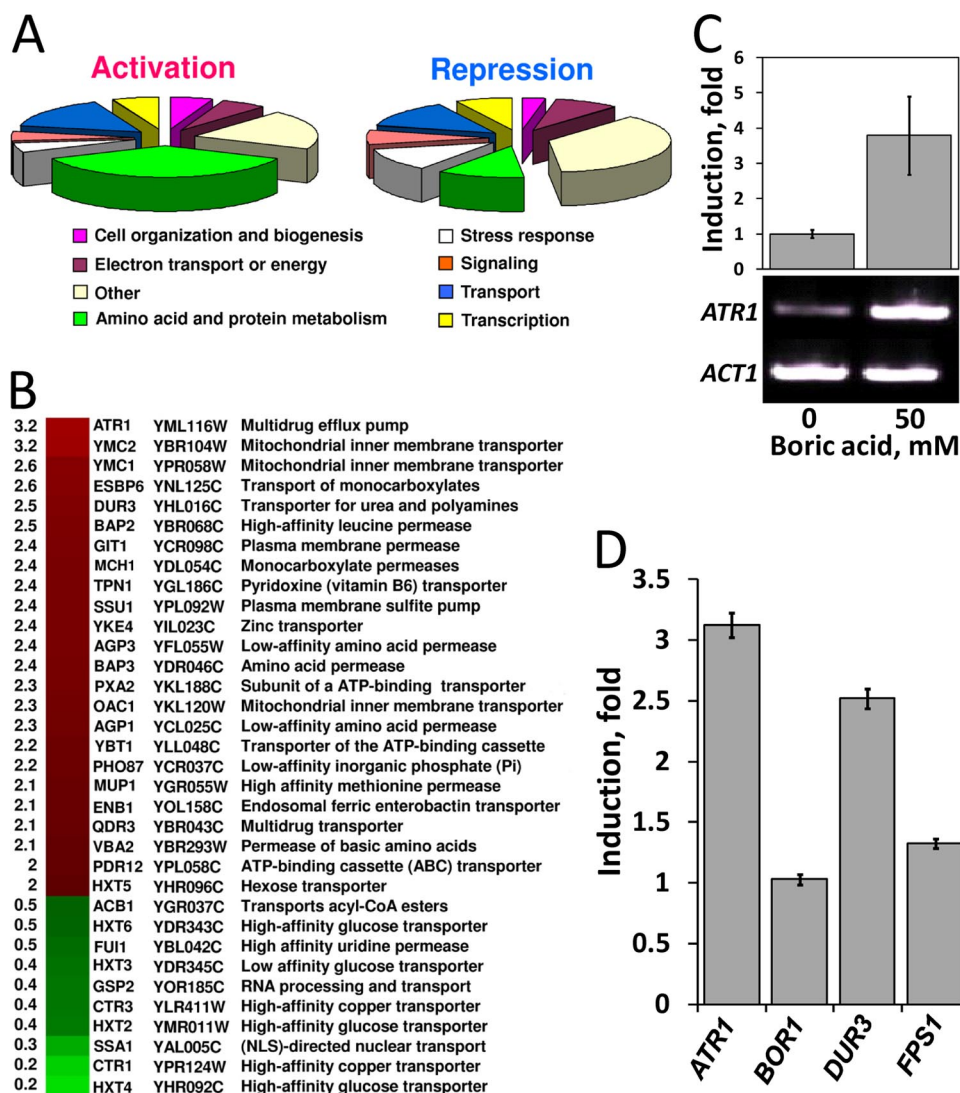 A
Activation
Repression
Cell organization and biogenesis
Electron transport or energy
Other
Amino acid and protein metabolism
Stress response
Signaling
Transport
Transcription
B
3.2 ATR1 YML116W Multidrug efflux pump
3.2 YMC2 YBR104W Mitochondrial inner membrane transporter
2.6 YMC1 YPR058W Mitochondrial inner membrane transporter
2.6 ESBP6 YNL125C Transport of monocarboxylates
2.5 DUR3 YHL016C Transporter for urea and polyamines
2.5 BAP2 YBR068C High-affinity leucine permease
2.4 GIT1 YCR098C Plasma membrane permease
2.4 MCH1 YDL054C Monocarboxylate permeases
2.4 TPN1 YGL186C Pyridoxine (vitamin B6) transporter
2.4 SSU1 YPL092W Plasma membrane sulfite pump
2.4 YKE4 YIL023C Zinc transporter
2.4 AGP3 YFL055W Low-affinity amino acid permease
2.4 BAP3 YDR046C Amino acid permease
2.3 PXA2 YKL188C Subunit of a ATP-binding transporter
2.3 OAC1 YKL120W Mitochondrial inner membrane transporter
2.3 AGP1 YCL025C Low-affinity amino acid permease
2.2 YBT1 YLL048C Transporter of the ATP-binding cassette
2.2 PHO87 YCR037C Low-affinity inorganic phosphate (Pi)
2.1 MUP1 YGR055W High affinity methionine permease
2.1 ENB1 YOL158C Endosomal ferric enterobactin transporter
2.1 QDR3 YBR043C Multidrug transporter
2.1 VBA2 YBR293W Permease of basic amino acids
2 PDR12 YPL058C ATP-binding cassette (ABC) transporter
2 HXT5 YHR096C Hexose transporter
0.5 ACB1 YGR037C Transports acyl-CoA esters
0.5 HXT6 YDR343C High-affinity glucose transporter
0.5 FUI1 YBL042C High affinity uridine permease
0.4 HXT3 YDR345C Low affinity glucose transporter
0.4 GSP2 YOR185C RNA processing and transport
0.4 CTR3 YLR411W High-affinity copper transporter
0.4 HXT2 YMR011W High-affinity glucose transporter
0.3 SSA1 YAL005C (NLS)-directed nuclear transport
0.2 CTR1 YPR124W High-affinity copper transporter
0.2 HXT4 YHR092C High-affinity glucose transporter
C
Induction, fold
6
5
4
3
2
1
0
ATR1
ACT1
0 50
Boric acid, mM
D
Induction, fold
3.5
3
2.5
2
1.5
1
0.5
0
ATR1
BOR1
DUR3
FPS1